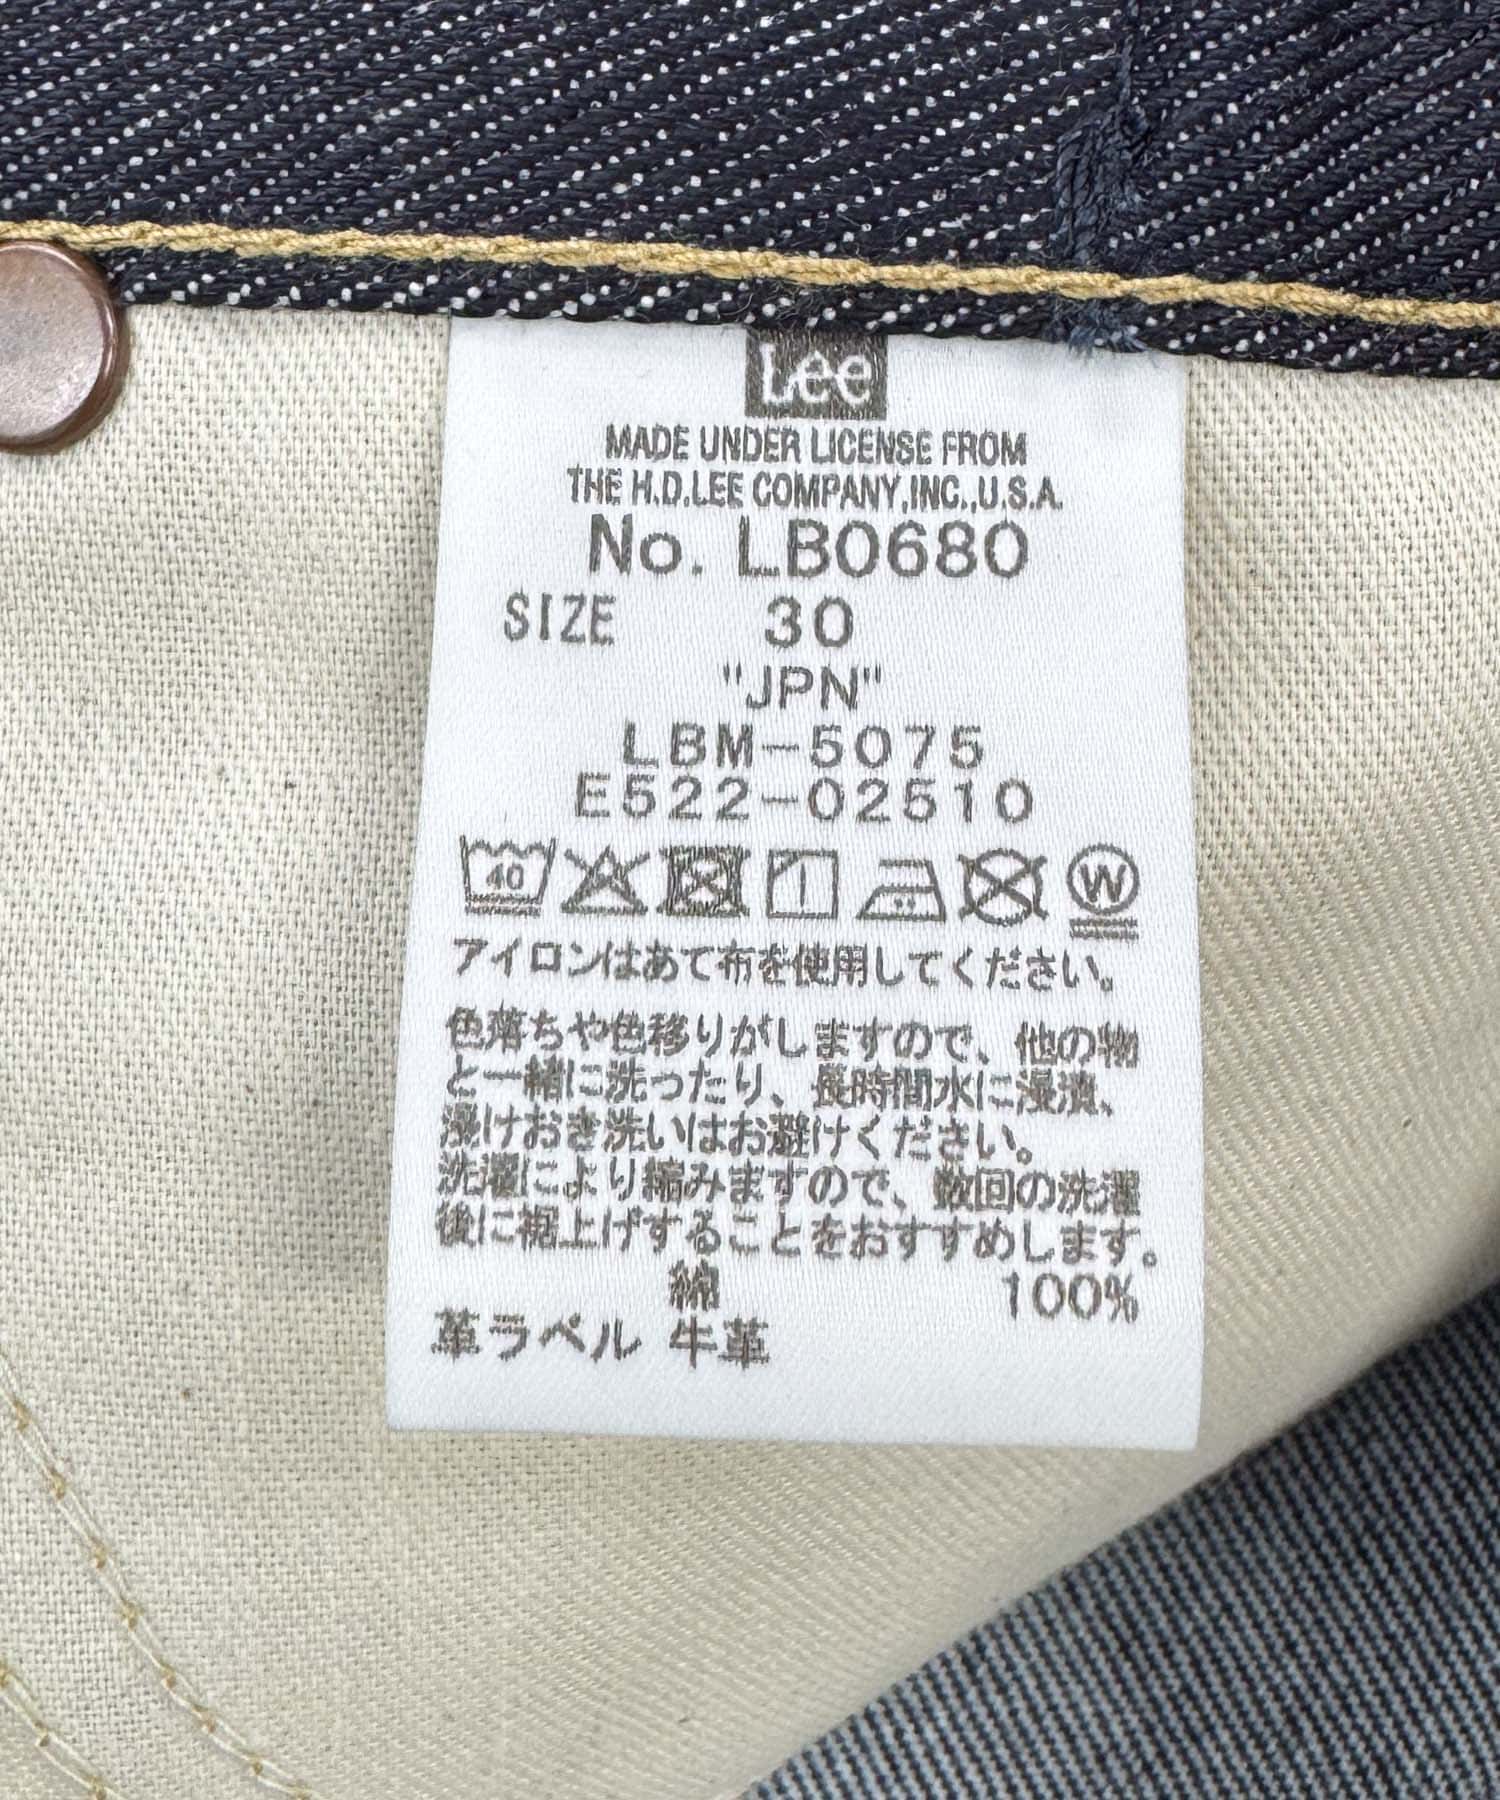 Lee
MADE UNDER LICENSE FROM
THE H.D.LEE COMPANY,INC.,U.S.A.
No. LB0680
SIZE 30
"JPN"
LBM-5075
E522-02510
40 W
アイロンはあて布を使用してください。
色落ちや色移りがしますので、他の物
と一緒に洗ったり、長時間水に浸漬、
漬けおき洗いはお避けください。
洗濯により縮みますので、数回の洗濯
後に裾上げすることをおすすめします。
綿 100%
革ラベル 牛革